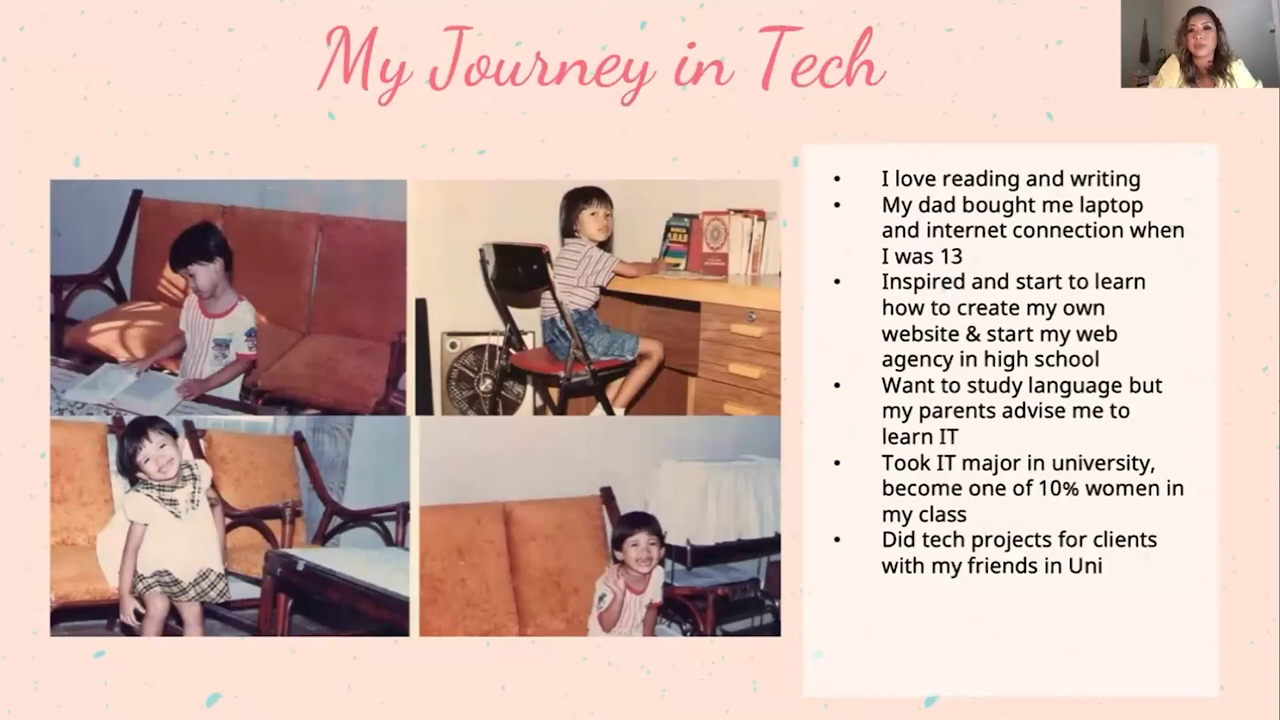 My Journey in Tech
• I love reading and writing
• My dad bought me laptop
and internet connection when
I was 13
• Inspired and start to learn
how to create my own
website & start my web
agency in high school
• Want to study language but
my parents advise me to
learn IT
• Took IT major in university,
become one of 10% women in
my class
• Did tech projects for clients
with my friends in Uni